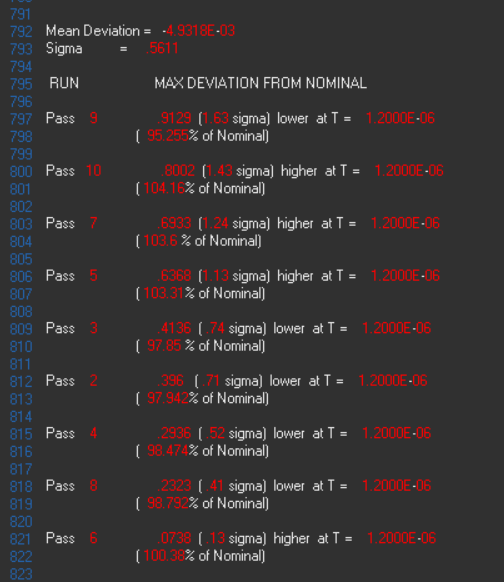 791
792 Mean Deviation = -4.9318E-03
793 Sigma = .5611
794
795 RUN MAX DEVIATION FROM NOMINAL
796
797 Pass 9 .9129 (1.63 sigma) lower at T = 1.2000E-06
798 ( 95.255% of Nominal)
799
800 Pass 10 .8002 (1.43 sigma) higher at T = 1.2000E-06
801 ( 104.16% of Nominal)
802
803 Pass 7 .6933 (1.24 sigma) higher at T = 1.2000E-06
804 ( 103.6 % of Nominal)
805
806 Pass 5 .6368 (1.13 sigma) higher at T = 1.2000E-06
807 ( 103.31% of Nominal)
808
809 Pass 3 .4136 ( .74 sigma) lower at T = 1.2000E-06
810 ( 97.85 % of Nominal)
811
812 Pass 2 .396 ( .71 sigma) lower at T = 1.2000E-06
813 ( 97.942% of Nominal)
814
815 Pass 4 .2936 ( .52 sigma) lower at T = 1.2000E-06
816 ( 98.474% of Nominal)
817
818 Pass 8 .2323 ( .41 sigma) lower at T = 1.2000E-06
819 ( 98.792% of Nominal)
820
821 Pass 6 .0738 ( .13 sigma) higher at T = 1.2000E-06
822 ( 100.38% of Nominal)
823